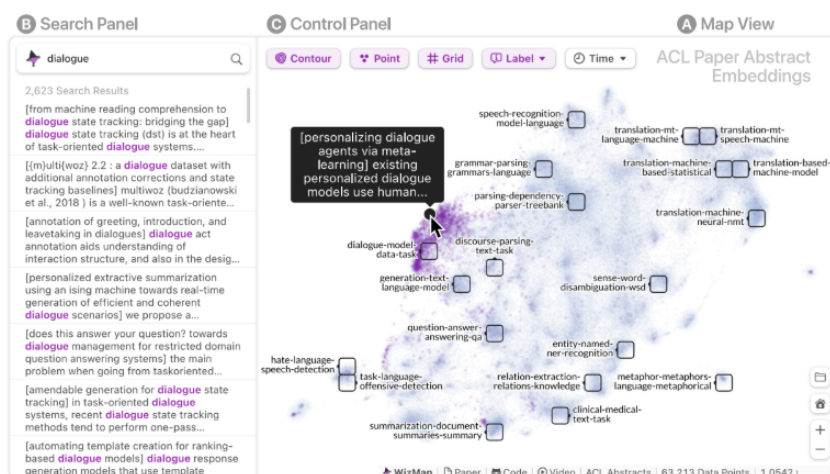 B Search Panel
C Control Panel
A Map View
dialogue
2,623 Search Results
[from machine reading comprehension to
dialogue state tracking: bridging the gap]
dialogue state tracking (dst) is at the heart
of task-oriented dialogue systems....
[{m}ulti{woz} 2.2 : a dialogue dataset with
additional annotation corrections and state
tracking baselines] multiwoz (budzianowski
et al., 2018 ) is a well-known task-oriente...
[annotation of greeting, introduction, and
leavetaking in dialogues] dialogue act
annotation aids understanding of
interaction structure, and also in the desig...
[personalized extractive summarization
using an ising machine towards real-time
generation of efficient and coherent
dialogue scenarios] we propose a...
[does this answer your question? towards
dialogue management for restricted domain
question answering systems] the main
problem when going from taskoriented...
[amendable generation for dialogue state
tracking] in task-oriented dialogue
systems, recent dialogue state tracking
methods tend to perform one-pass...
[automating template creation for ranking-
based dialogue models] dialogue response
generation models that use template
Contour
Point
Grid
Label
Time
ACL Paper Abstract
Embeddings
[personalizing dialogue
agents via meta-
learning] existing
personalized dialogue
models use human...
speech-recognition-
model-language
translation-mt-
language-machine
translation-mt-
speech-machine
grammar-parsing-
grammars-language
translation-machine-
based-statistical
translation-based-
machine-model
parsing-dependency-
parser-treebank
translation-machine-
neural-nmt
dialogue-model-
data-task
discourse-parsing-
text-task
generation-text-
language-model
sense-word-
disambiguation-wsd
question-answer-
answering-qa
entity-named-
ner-recognition
hate-language-
speech-detection
task-language-
offensive-detection
relation-extraction-
relations-knowledge
metaphor-metaphors-
language-metaphorical
clinical-medical-
text-task
summarization-document-
summaries-summary
WizMap | Paper | Code | Video | ACL Abstracts | 63,213 Data Points | 1.0542